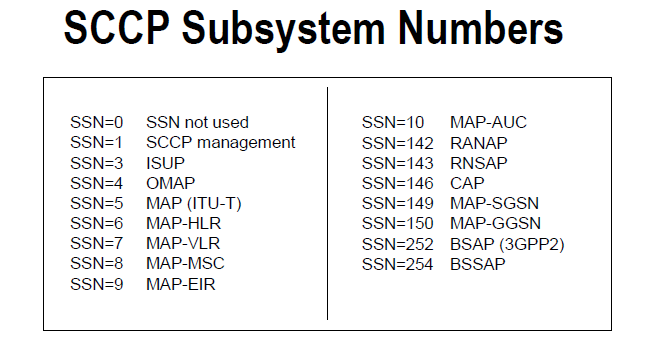 SCCP Subsystem Numbers
SSN=0 SSN not used
SSN=1 SCCP management
SSN=3 ISUP
SSN=4 OMAP
SSN=5 MAP (ITU-T)
SSN=6 MAP-HLR
SSN=7 MAP-VLR
SSN=8 MAP-MSC
SSN=9 MAP-EIR
SSN=10 MAP-AUC
SSN=142 RANAP
SSN=143 RNSAP
SSN=146 CAP
SSN=149 MAP-SGSN
SSN=150 MAP-GGSN
SSN=252 BSAP (3GPP2)
SSN=254 BSSAP